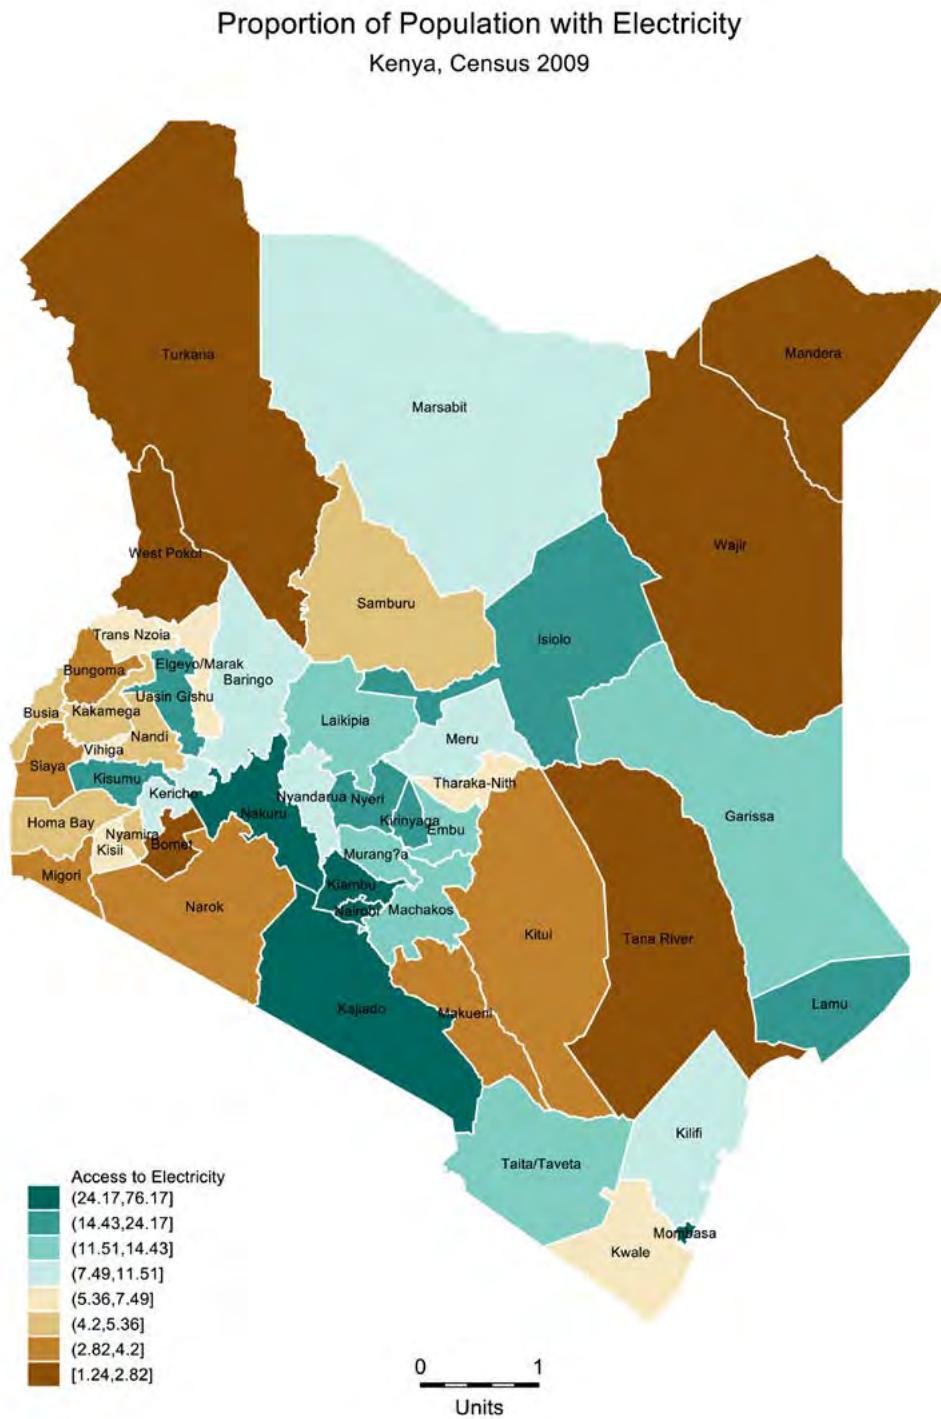 Proportion of Population with Electricity
Kenya, Census 2009
Turkana
Mandera
Marsabit
Wajir
West Pokot
Samburu
Trans Nzoia
Isiolo
Elgeyo/Marak
Bungoma
Baringo
Uasin Gishu
Busia
Kakamega
Laikipia
Nandi
Meru
Vihiga
Siaya
Kisumu
Tharaka-Nith
Kericho
Nyandarua
Nyeri
Nakuru
Garissa
Homa Bay
Kirinyaga
Nyamira
Embu
Bomet
Kisii
Murang?a
Migori
Kiambu
Narok
Nairobi
Machakos
Kitui
Tana River
Lamu
Kajiado
Makueni
Kilifi
Taita/Taveta
Mombasa
Kwale
Access to Electricity
(24.17,76.17]
(14.43,24.17]
(11.51,14.43]
(7.49,11.51]
(5.36,7.49]
(4.2,5.36]
(2.82,4.2]
[1.24,2.82]
0 1
Units